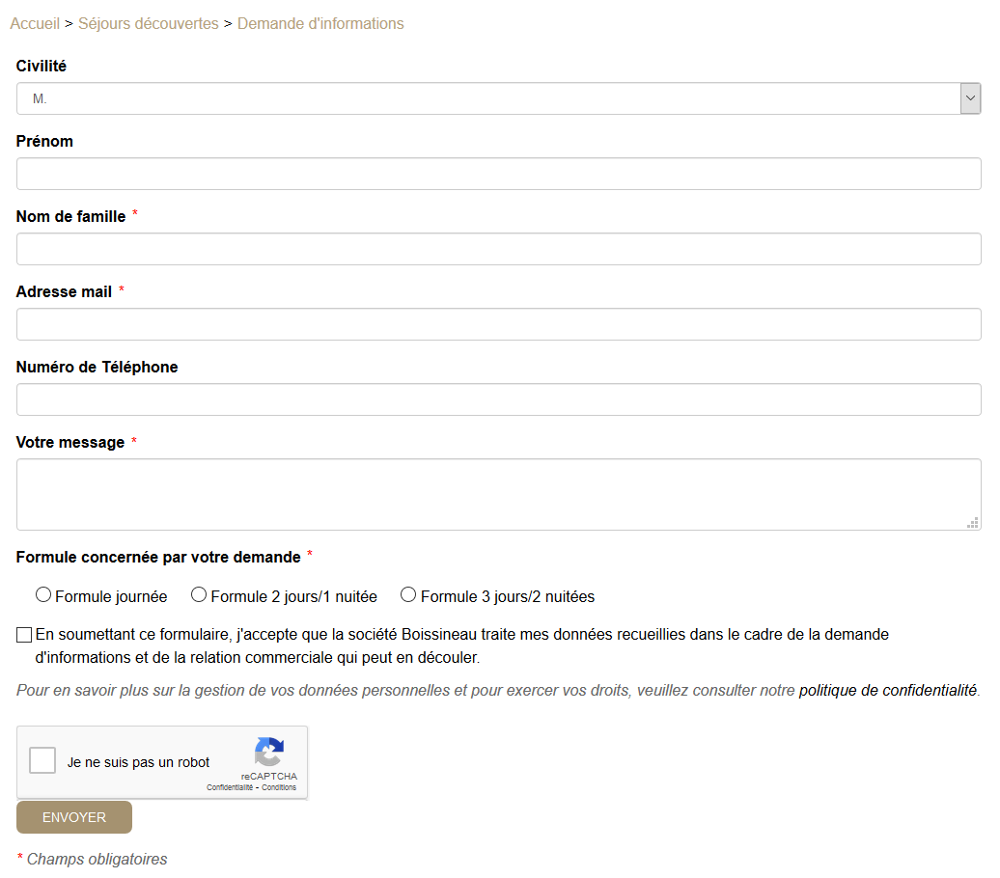 Accueil > Séjours découvertes > Demande d'informations
Civilité
M.
Prénom
Nom de famille *
Adresse mail *
Numéro de Téléphone
Votre message *
Formule concernée par votre demande *
Formule journée Formule 2 jours/1 nuitée Formule 3 jours/2 nuitées
En soumettant ce formulaire, j'accepte que la société Boissineau traite mes données recueillies dans le cadre de la demande
d'informations et de la relation commerciale qui peut en découler.
Pour en savoir plus sur la gestion de vos données personnelles et pour exercer vos droits, veuillez consulter notre politique de confidentialité.
Je ne suis pas un robot
reCAPTCHA
Confidentialité - Conditions
ENVOYER
* Champs obligatoires